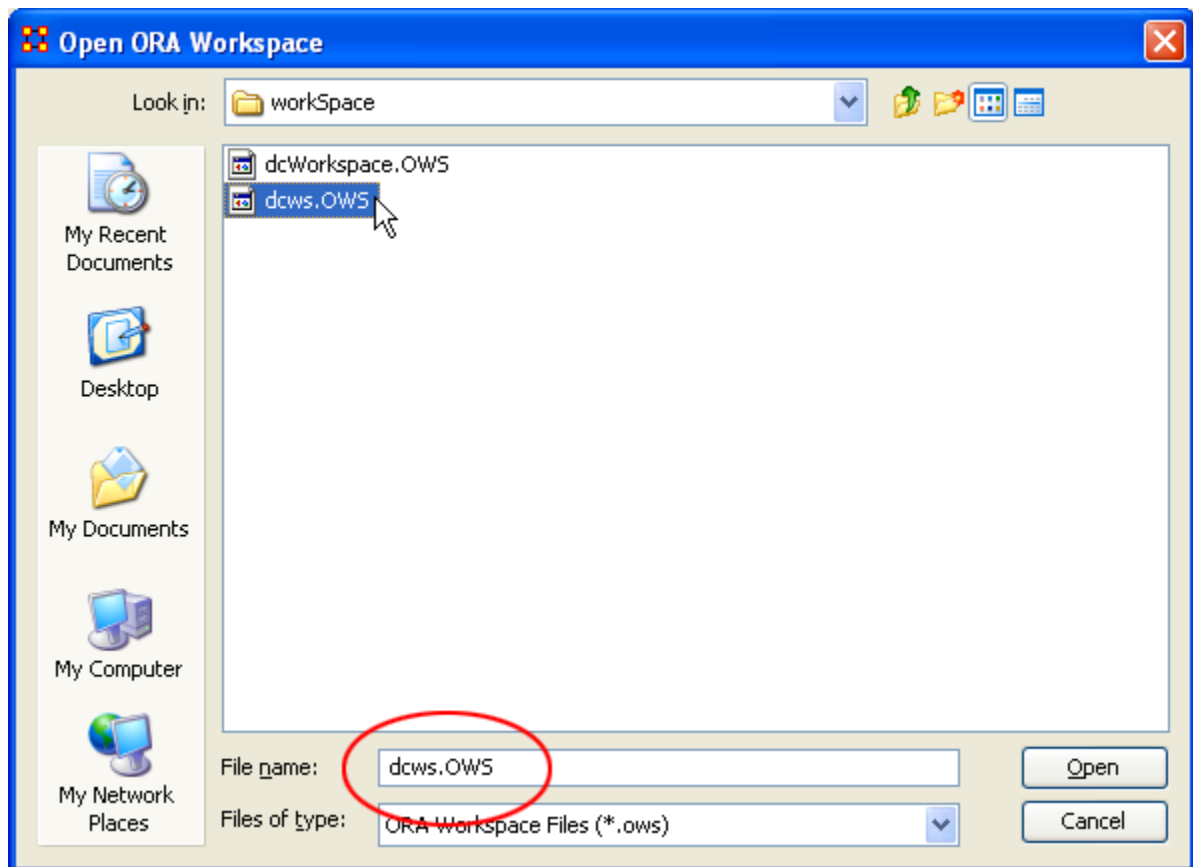 Open ORA Workspace
Look in: workSpace
dcWorkspace.OWS
dcws.OWS
My Recent
Documents
Desktop
My Documents
My Computer
My Network
Places
File name: dcws.OWS Open
Files of type: ORA Workspace Files (*.ows) Cancel